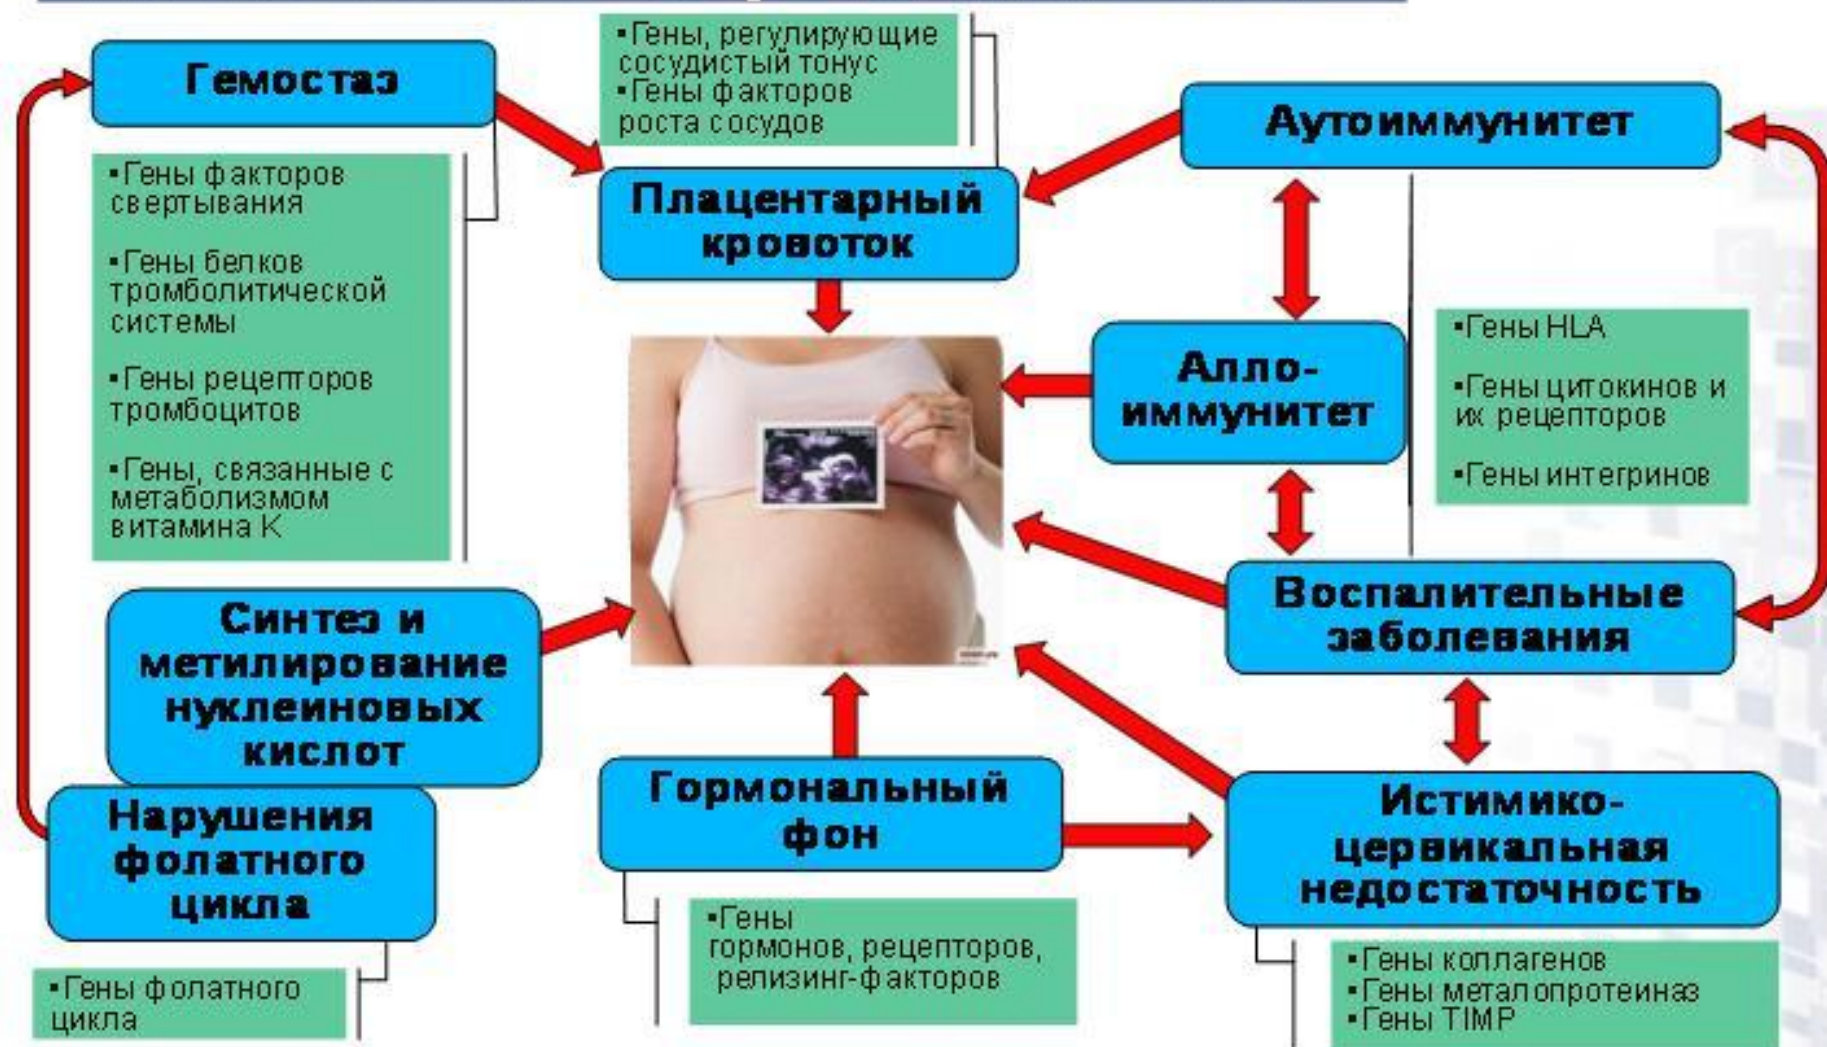 Гемостаз
▪Гены факторов
свертывания
▪Гены белков
тромболитической
системы
▪Гены рецепторов
тромбоцитов
▪Гены, связанные с
метаболизмом
витамина К
▪Гены, регулирующие
сосудистый тонус
▪Гены факторов
роста сосудов
Плацентарный
кровоток
Аутоиммунитет
Алло-
иммунитет
▪Гены HLA
▪Гены цитокинов и
их рецепторов
▪Гены интегринов
Воспалительные
заболевания
Синтез и
метилирование
нуклеиновых
кислот
Нарушения
фолатного
цикла
▪Гены фолатного
цикла
Гормональный
фон
▪Гены
гормонов, рецепторов,
релизинг-факторов
Истимико-
цервикальная
недостаточность
▪Гены коллагенов
▪Гены металопротеиназ
▪Гены TIMP